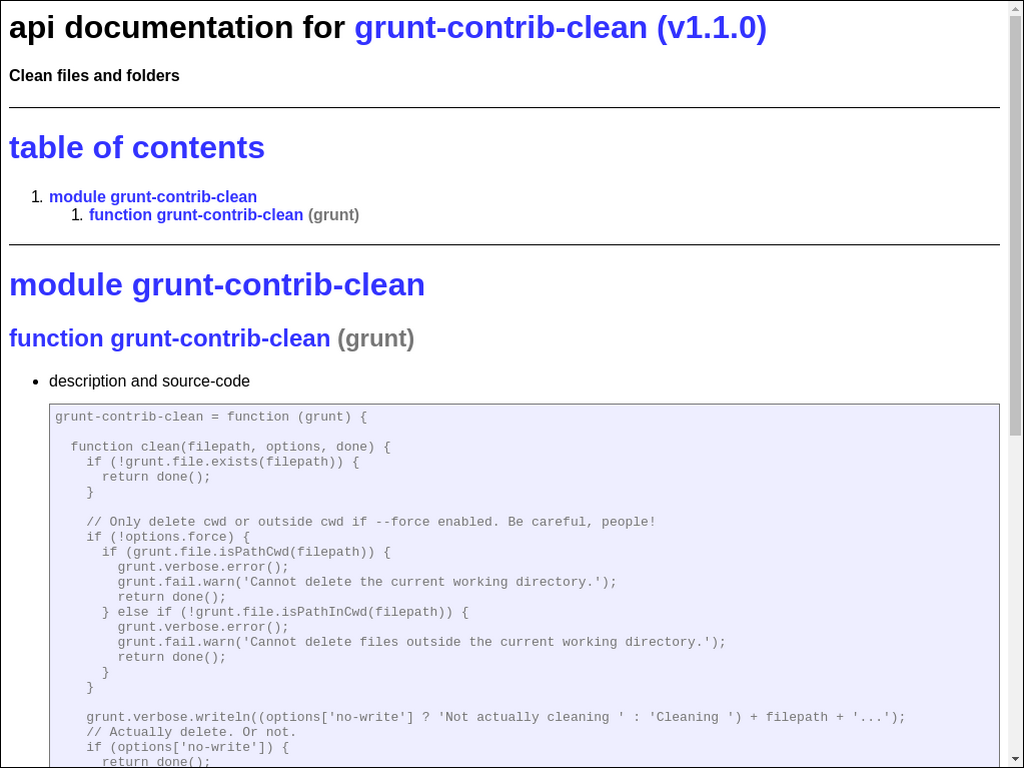 api documentation for grunt-contrib-clean (v1.1.0)
Clean files and folders
table of contents
1. module grunt-contrib-clean
1. function grunt-contrib-clean (grunt)
module grunt-contrib-clean
function grunt-contrib-clean (grunt)
• description and source-code
grunt-contrib-clean = function (grunt) {
  function clean(filepath, options, done) {
    if (!grunt.file.exists(filepath)) {
      return done();
    }
    // Only delete cwd or outside cwd if --force enabled. Be careful, people!
    if (!options.force) {
      if (grunt.file.isPathCwd(filepath)) {
        grunt.verbose.error();
        grunt.fail.warn('Cannot delete the current working directory.');
        return done();
      } else if (!grunt.file.isPathInCwd(filepath)) {
        grunt.verbose.error();
        grunt.fail.warn('Cannot delete files outside the current working directory.');
        return done();
      }
    }
    grunt.verbose.writeln((options['no-write'] ? 'Not actually cleaning ' : 'Cleaning ') + filepath + '...');
    // Actually delete. Or not.
    if (options['no-write']) {
      return done();